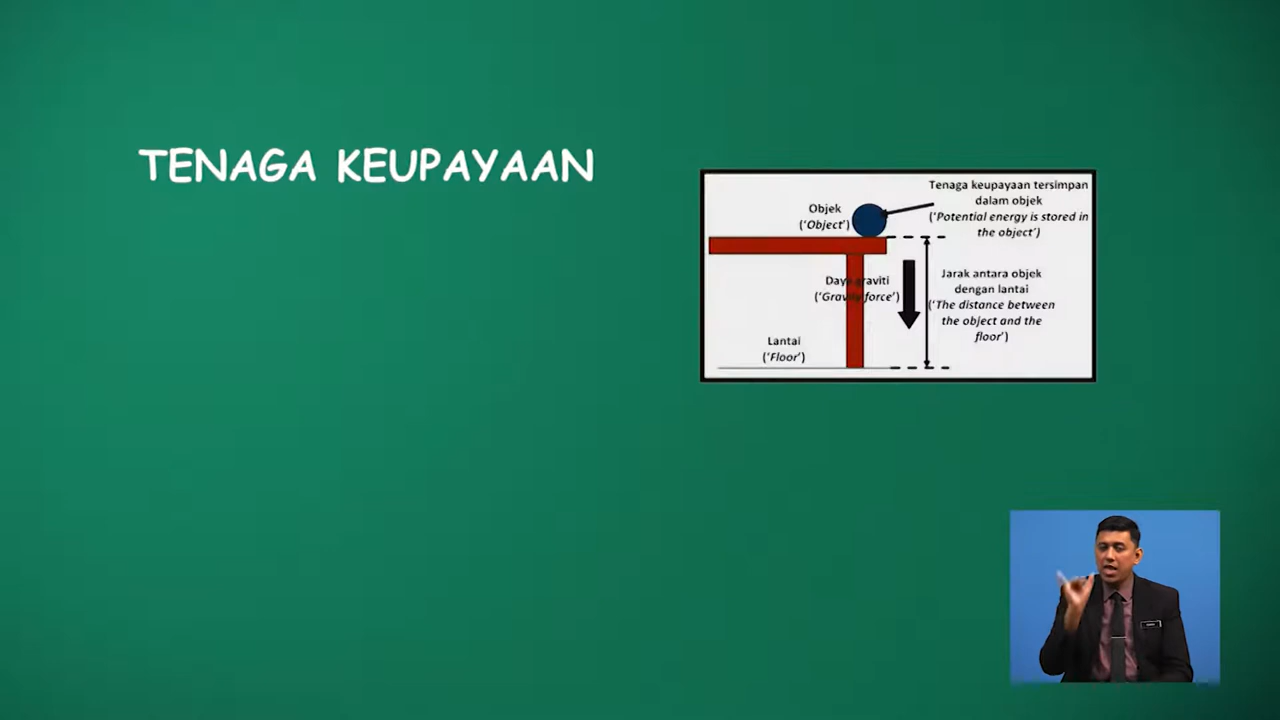 TENAGA KEUPAYAAN
Tenaga keupayaan tersimpan
dalam objek
('Potential energy is stored in
the object')
Objek
('Object')
Daya graviti
('Gravity force')
Jarak antara objek
dengan lantai
('The distance between
the object and the
floor')
Lantai
('Floor')